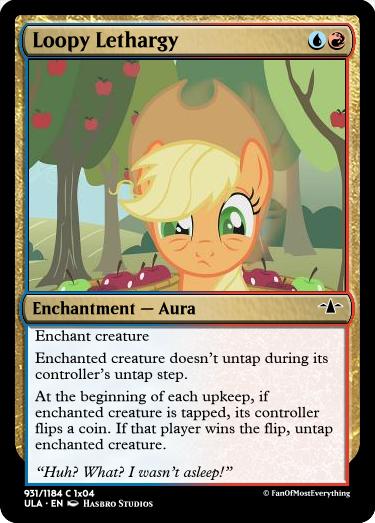 Loopy Lethargy
Enchantment — Aura
Enchant creature
Enchanted creature doesn't untap during its
controller's untap step.
At the beginning of each upkeep, if
enchanted creature is tapped, its controller
flips a coin. If that player wins the flip, untap
enchanted creature.
“Huh? What? I wasn't asleep!”
931/1184 C 1x04
ULA • EN Hasbro Studios
© FanOfMostEverything